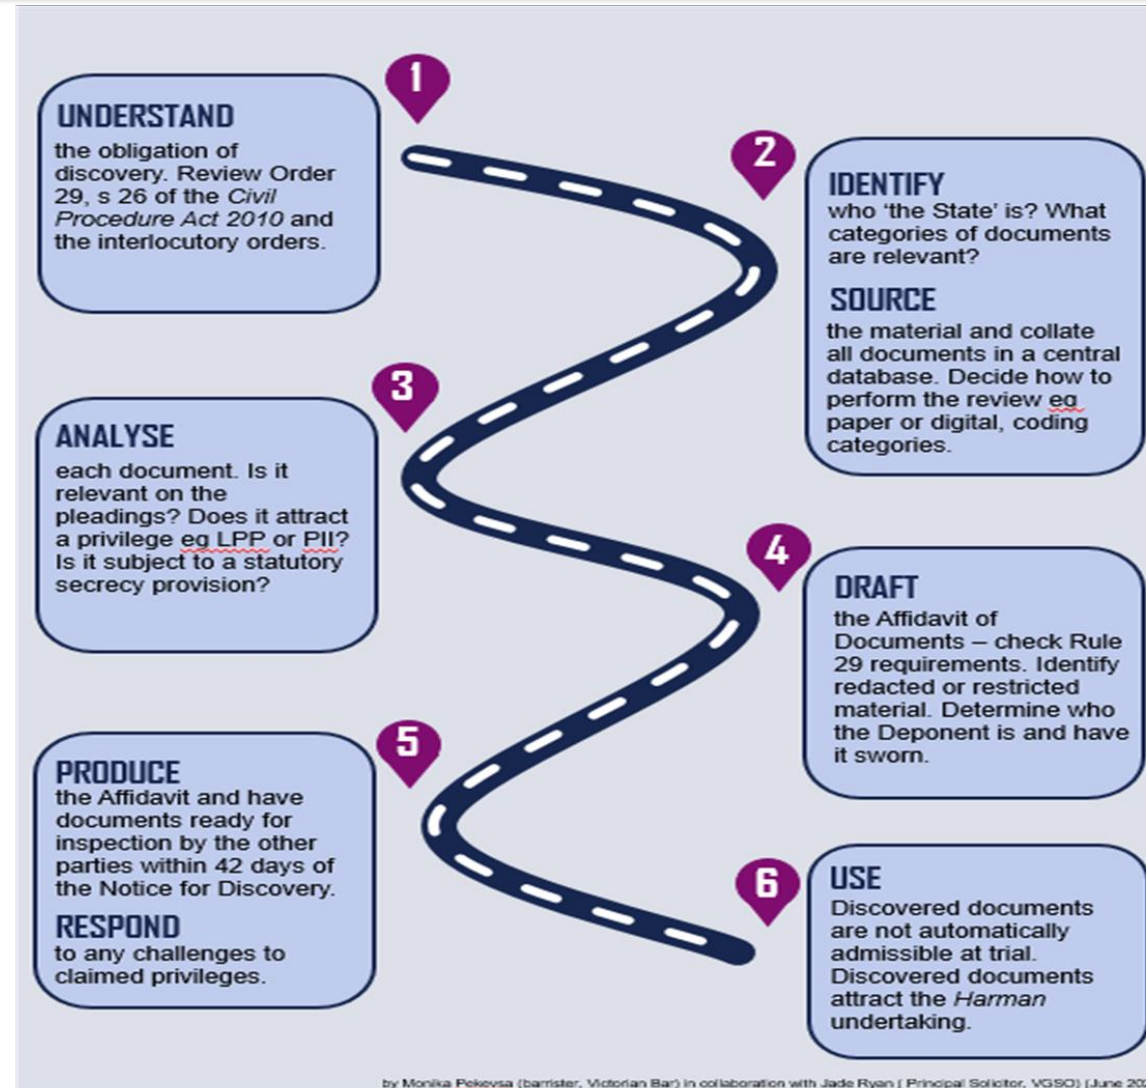 1
UNDERSTAND
the obligation of
discovery. Review Order
29, s 26 of the Civil
Procedure Act 2010 and
the interlocutory orders.
2
IDENTIFY
who ‘the State’ is? What
categories of documents
are relevant?
SOURCE
the material and collate
all documents in a central
database. Decide how to
perform the review eg
paper or digital, coding
categories.
3
ANALYSE
each document. Is it
relevant on the
pleadings? Does it attract
a privilege eg LPP or PII?
Is it subject to a statutory
secrecy provision?
4
DRAFT
the Affidavit of
Documents – check Rule
29 requirements. Identify
redacted or restricted
material. Determine who
the Deponent is and have
it sworn.
5
PRODUCE
the Affidavit and have
documents ready for
inspection by the other
parties within 42 days of
the Notice for Discovery.
RESPOND
to any challenges to
claimed privileges.
6
USE
Discovered documents
are not automatically
admissible at trial.
Discovered documents
attract the Harman
undertaking.
by Monika Pekevsa (barrister, Victorian Bar) in collaboration with Jade Ryan ( Principal Solicitor, VGSO) (June